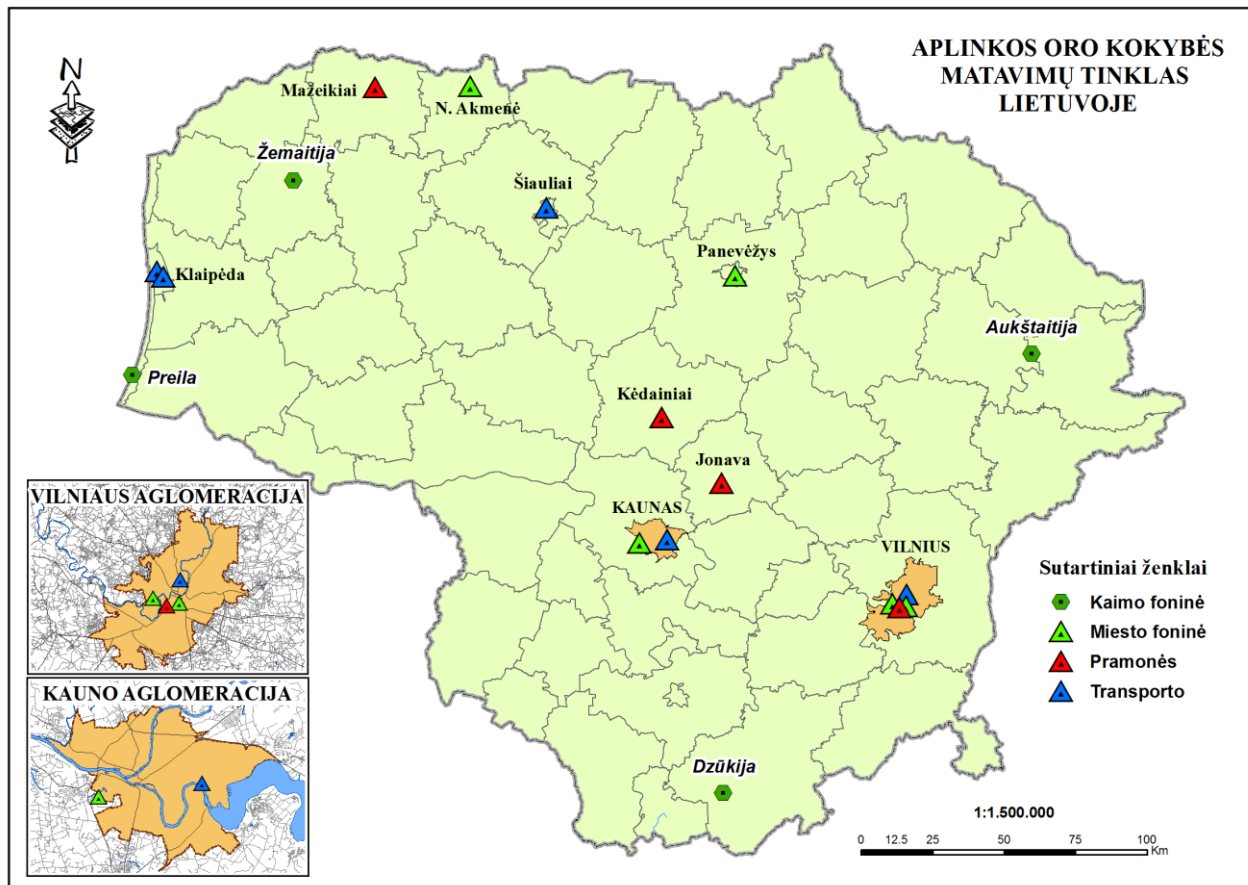 APLINKOS ORO KOKYBĖS
MATAVIMŲ TINKLAS
LIETUVOJE
N
Mažeikiai
N. Akmenė
Žemaitija
Šiauliai
Klaipėda
Panevėžys
Aukštaitija
Preila
Kėdainiai
Jonava
KAUNAS
VILNIUS
Dzūkija
VILNIAUS AGLOMERACIJA
KAUNO AGLOMERACIJA
Sutartiniai ženklai
Kaimo foninė
Miesto foninė
Pramonės
Transporto
1:1.500.000
0 12.5 25 50 75 100
Km